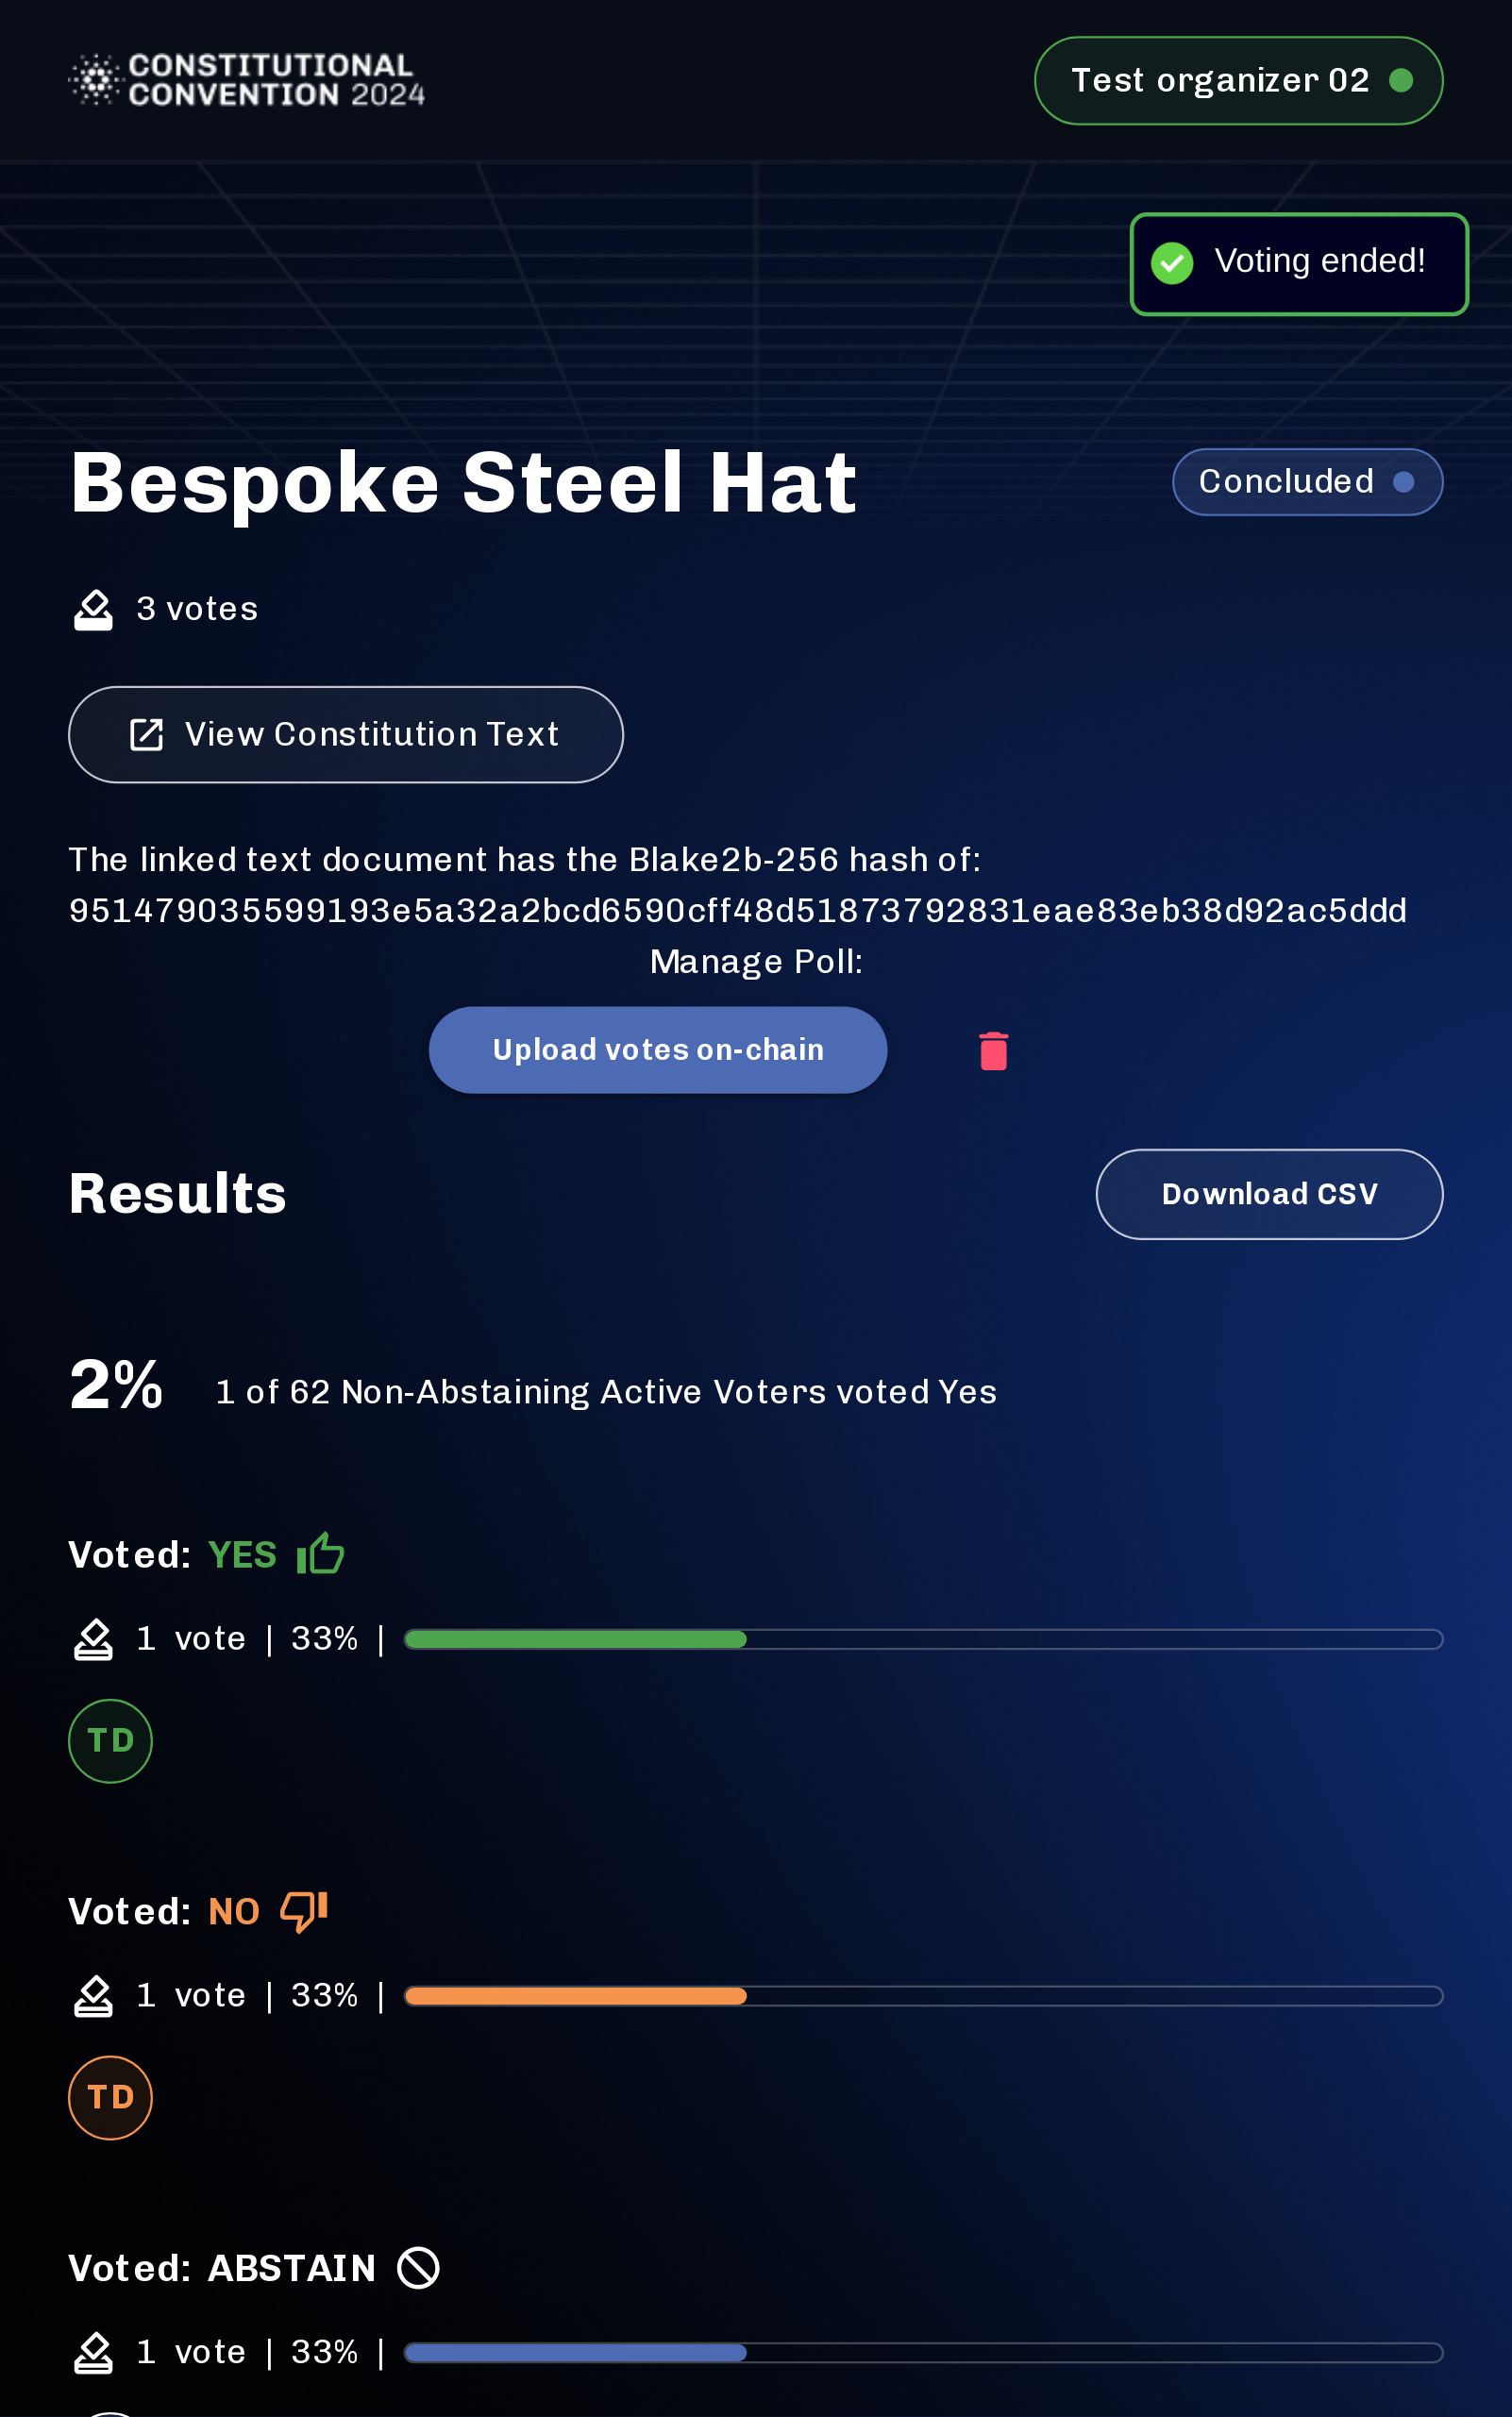 CONSTITUTIONAL
CONVENTION 2024
Test organizer 02
Voting ended!
Bespoke Steel Hat
Concluded
3 votes
View Constitution Text
The linked text document has the Blake2b-256 hash of:
951479035599193e5a32a2bcd6590cff48d51873792831eae83eb38d92ac5ddd
Manage Poll:
Upload votes on-chain
Results
Download CSV
2%
1 of 62 Non-Abstaining Active Voters voted Yes
Voted: YES
1 vote | 33% |
TD
Voted: NO
1 vote | 33% |
TD
Voted: ABSTAIN
1 vote | 33% |